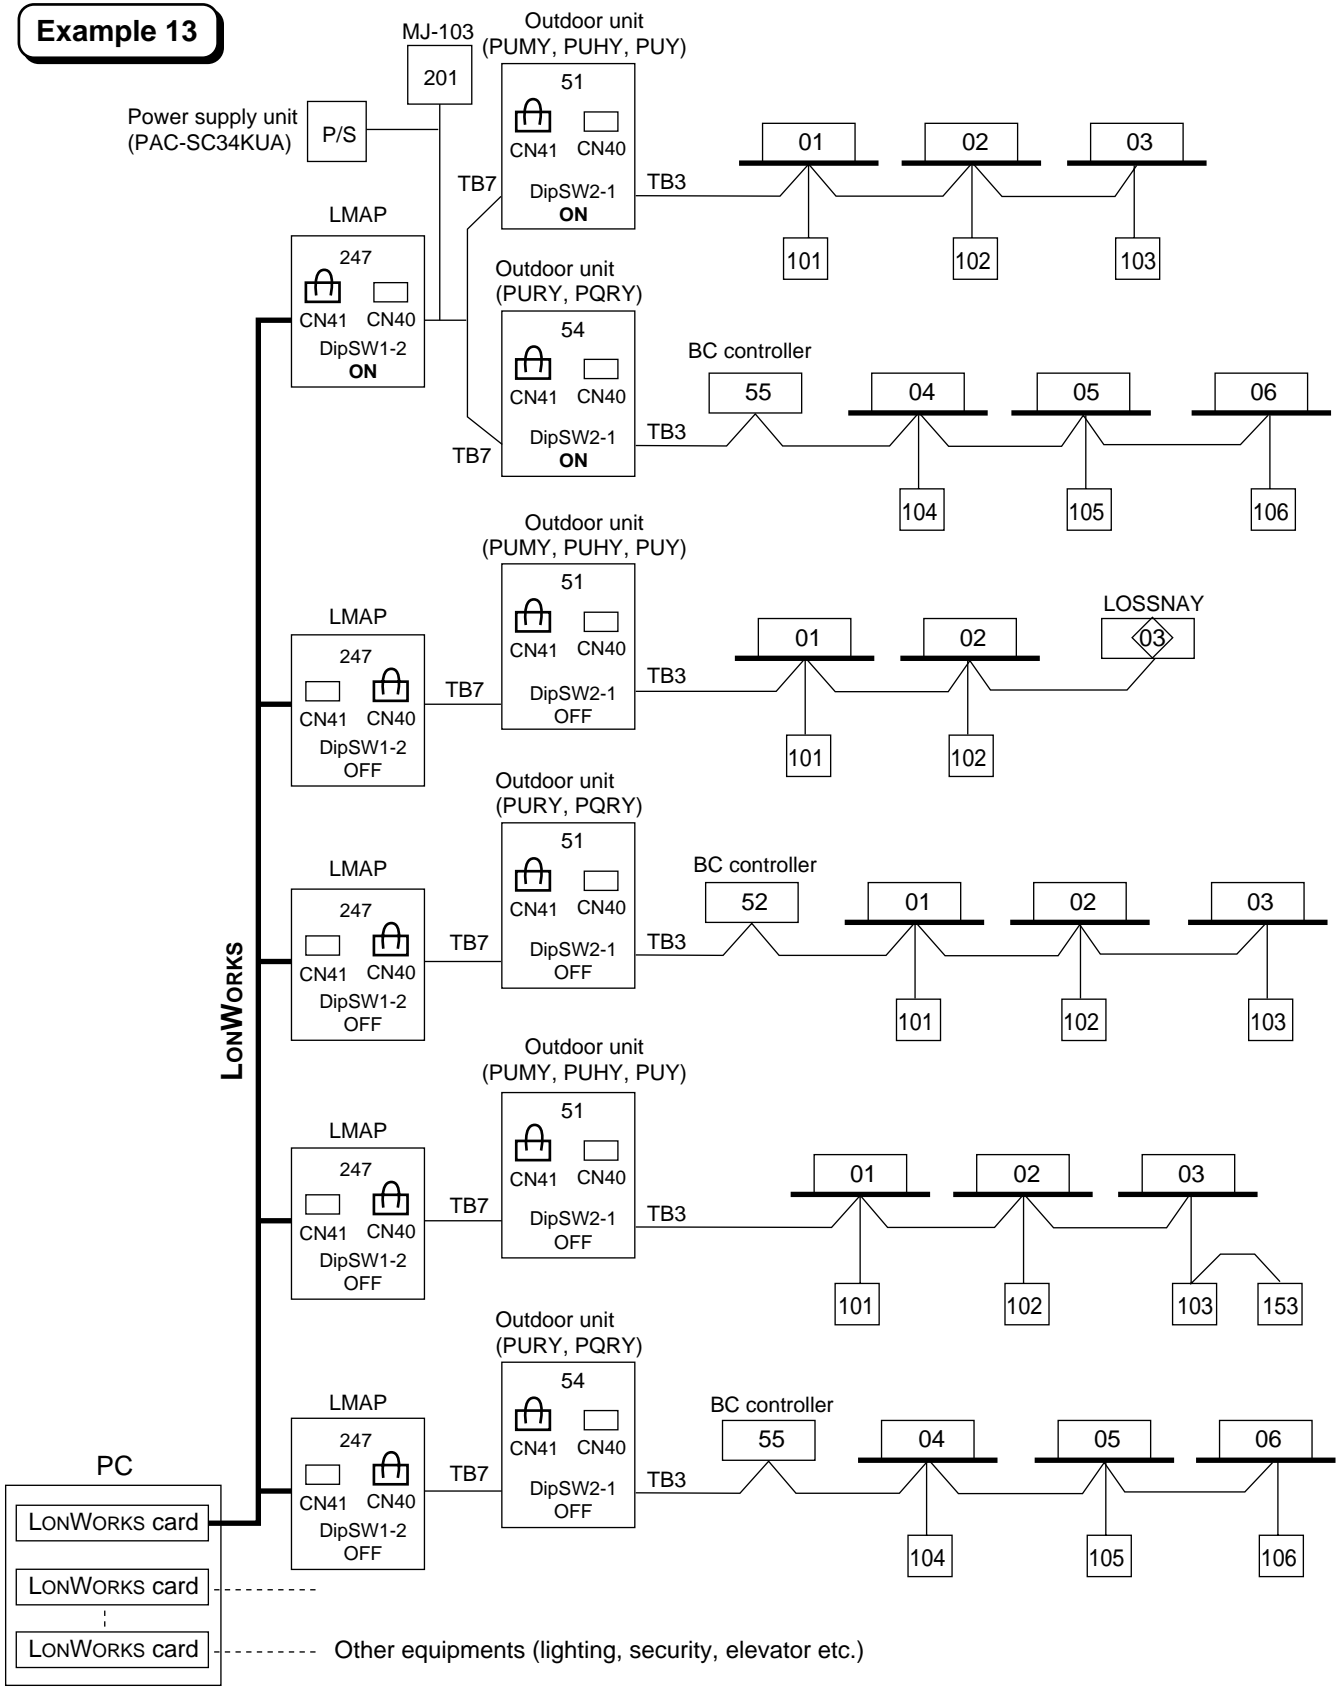 Example 13
MJ-103
201
Power supply unit
(PAC-SC34KUA)
P/S
Outdoor unit
(PUMY, PUHY, PUY)
51
CN41 CN40
DipSW2-1
ON
TB7
TB3
01
02
03
101
102
103
LMAP
247
CN41 CN40
DipSW1-2
ON
Outdoor unit
(PURY, PQRY)
54
CN41 CN40
DipSW2-1
ON
TB7
TB3
BC controller
55
04
05
06
104
105
106
LMAP
247
CN41 CN40
DipSW1-2
OFF
TB7
Outdoor unit
(PUMY, PUHY, PUY)
51
CN41 CN40
DipSW2-1
OFF
TB3
01
02
LOSSNAY
03
101
102
LMAP
247
CN41 CN40
DipSW1-2
OFF
TB7
Outdoor unit
(PURY, PQRY)
51
CN41 CN40
DipSW2-1
OFF
TB3
BC controller
52
01
02
03
101
102
103
LONWORKS
LMAP
247
CN41 CN40
DipSW1-2
OFF
TB7
Outdoor unit
(PUMY, PUHY, PUY)
51
CN41 CN40
DipSW2-1
OFF
TB3
01
02
03
101
102
103
153
LMAP
247
CN41 CN40
DipSW1-2
OFF
TB7
Outdoor unit
(PURY, PQRY)
54
CN41 CN40
DipSW2-1
OFF
TB3
BC controller
55
04
05
06
104
105
106
PC
LONWORKS card
LONWORKS card
LONWORKS card
Other equipments (lighting, security, elevator etc.)